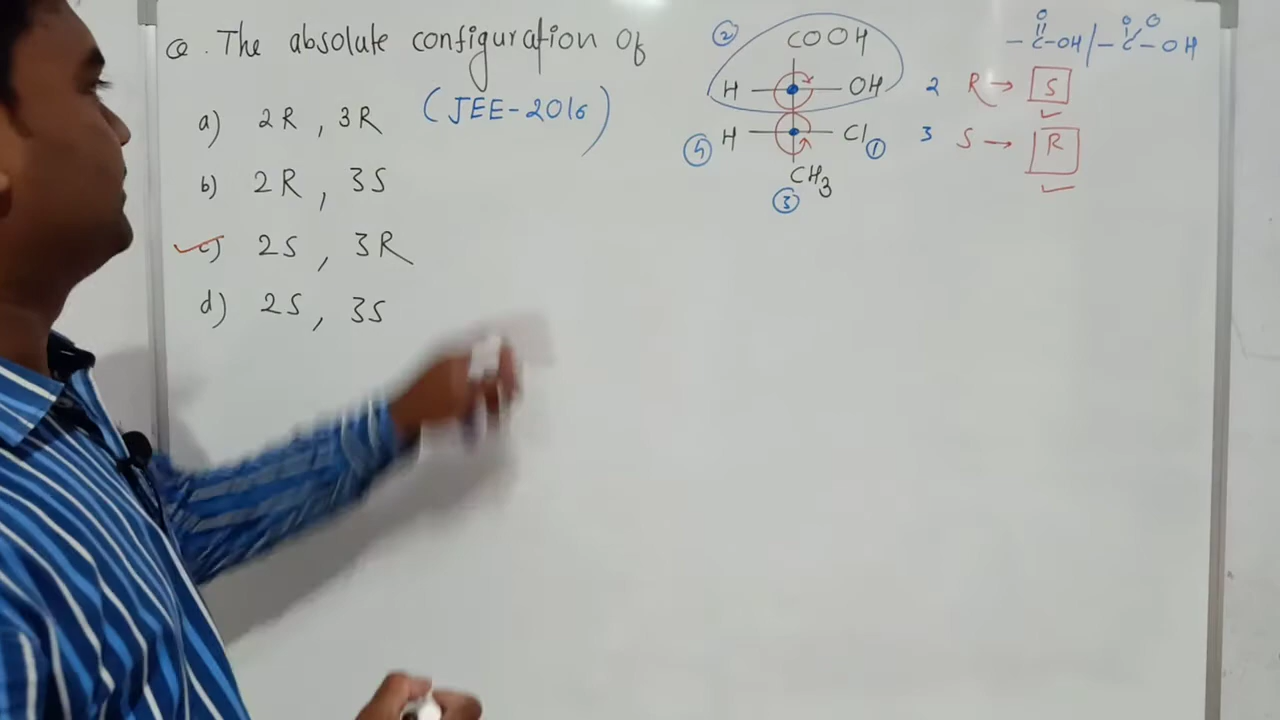 Q. The absolute configuration of
(JEE-2016)
a) 2R, 3R
b) 2R, 3S
c) 2S, 3R
d) 2S, 3S
② COOH
H OH
④ H Cl ①
CH3
③
2 R → S
3 S → R
O O O
- C-OH/- C - OH